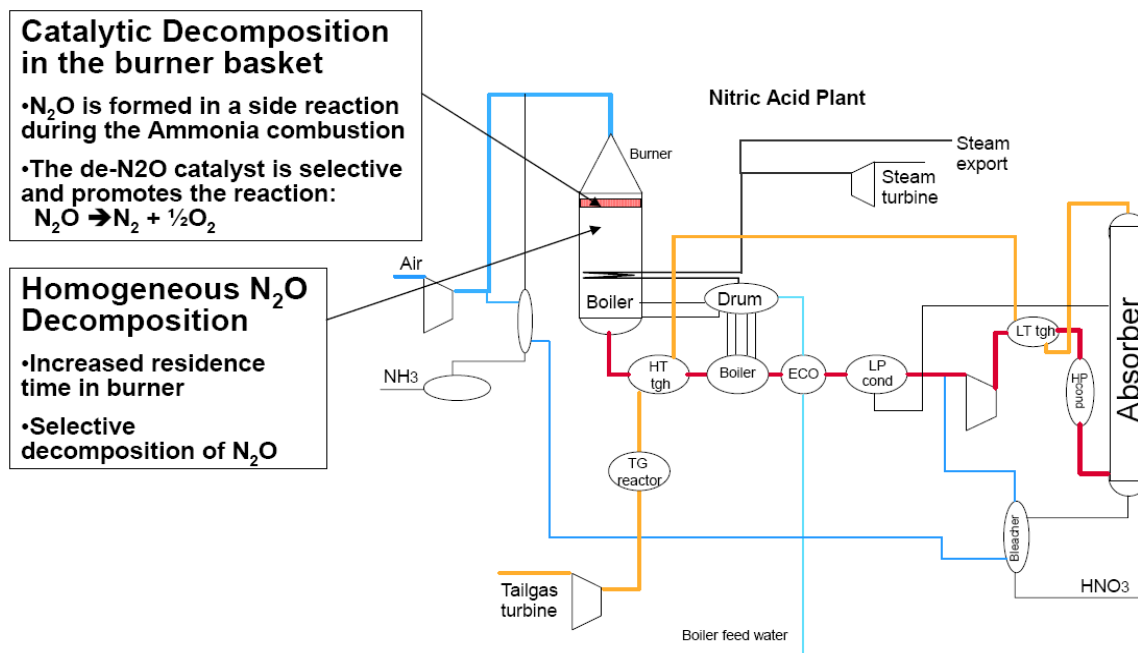 Catalytic Decomposition
in the burner basket
•N₂O is formed in a side reaction
during the Ammonia combustion
•The de-N2O catalyst is selective
and promotes the reaction:
N₂O ➔N₂ + ½O₂
Homogeneous N₂O
Decomposition
•Increased residence
time in burner
•Selective
decomposition of N₂O
Nitric Acid Plant
Burner
Steam
export
Steam
turbine
Air
Boiler
Drum
NH3
HT
tgh
Boiler
ECO
LP
cond
LT tgh
cond
Absorber
TG
reactor
Bleacher
Tailgas
turbine
HNO3
Boiler feed water